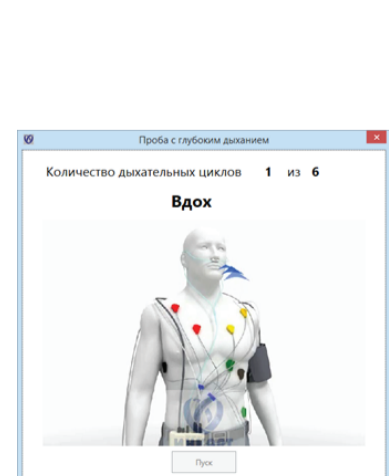 Проба с глубоким дыханием
Количество дыхательных циклов 1 из 6
Вдох
Пуск